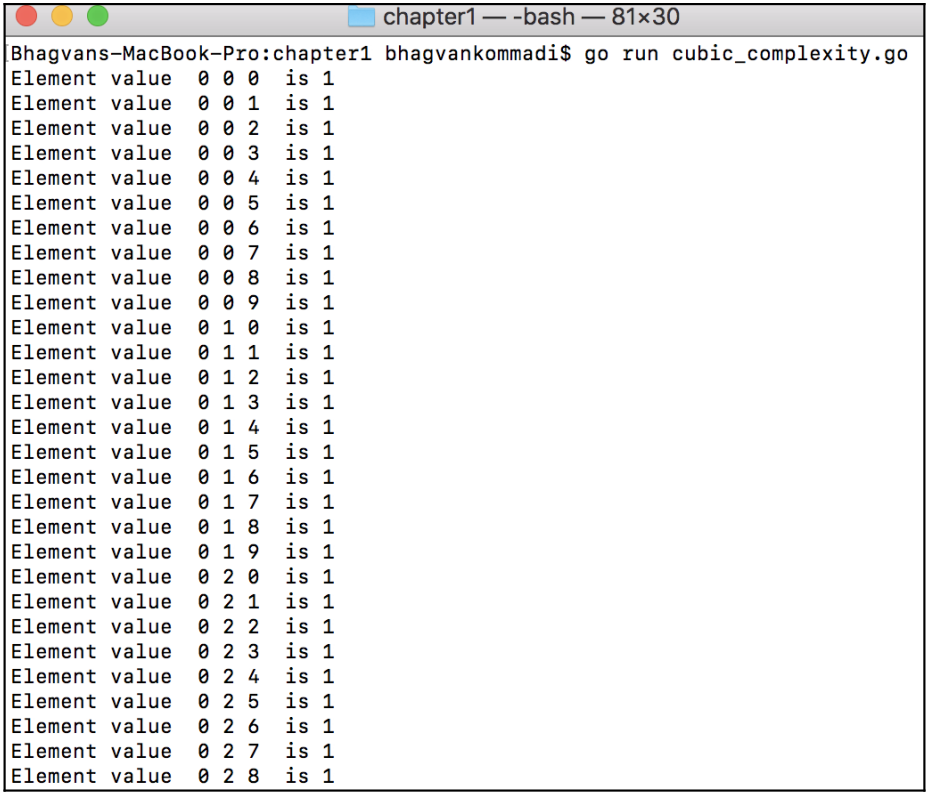 chapter1 — -bash — 81×30
Bhagvans-MacBook-Pro:chapter1 bhagvankommadi$ go run cubic_complexity.go
Element value  0 0 0  is 1
Element value  0 0 1  is 1
Element value  0 0 2  is 1
Element value  0 0 3  is 1
Element value  0 0 4  is 1
Element value  0 0 5  is 1
Element value  0 0 6  is 1
Element value  0 0 7  is 1
Element value  0 0 8  is 1
Element value  0 0 9  is 1
Element value  0 1 0  is 1
Element value  0 1 1  is 1
Element value  0 1 2  is 1
Element value  0 1 3  is 1
Element value  0 1 4  is 1
Element value  0 1 5  is 1
Element value  0 1 6  is 1
Element value  0 1 7  is 1
Element value  0 1 8  is 1
Element value  0 1 9  is 1
Element value  0 2 0  is 1
Element value  0 2 1  is 1
Element value  0 2 2  is 1
Element value  0 2 3  is 1
Element value  0 2 4  is 1
Element value  0 2 5  is 1
Element value  0 2 6  is 1
Element value  0 2 7  is 1
Element value  0 2 8  is 1